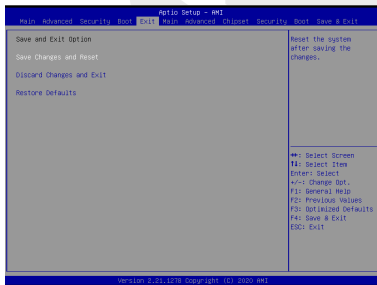 Aptio Setup – AMI
Main Advanced Security Boot Exit Main Advanced Chipset Security Boot Save & Exit
Save and Exit Option
Save Changes and Reset
Discard Changes and Exit
Restore Defaults
Reset the system
after saving the
changes.
↔: Select Screen
↑↓: Select Item
Enter: Select
+/-: Change Opt.
F1: General Help
F2: Previous Values
F3: Optimized Defaults
F4: Save & Exit
ESC: Exit
Version 2.21.1278 Copyright (C) 2020 AMI